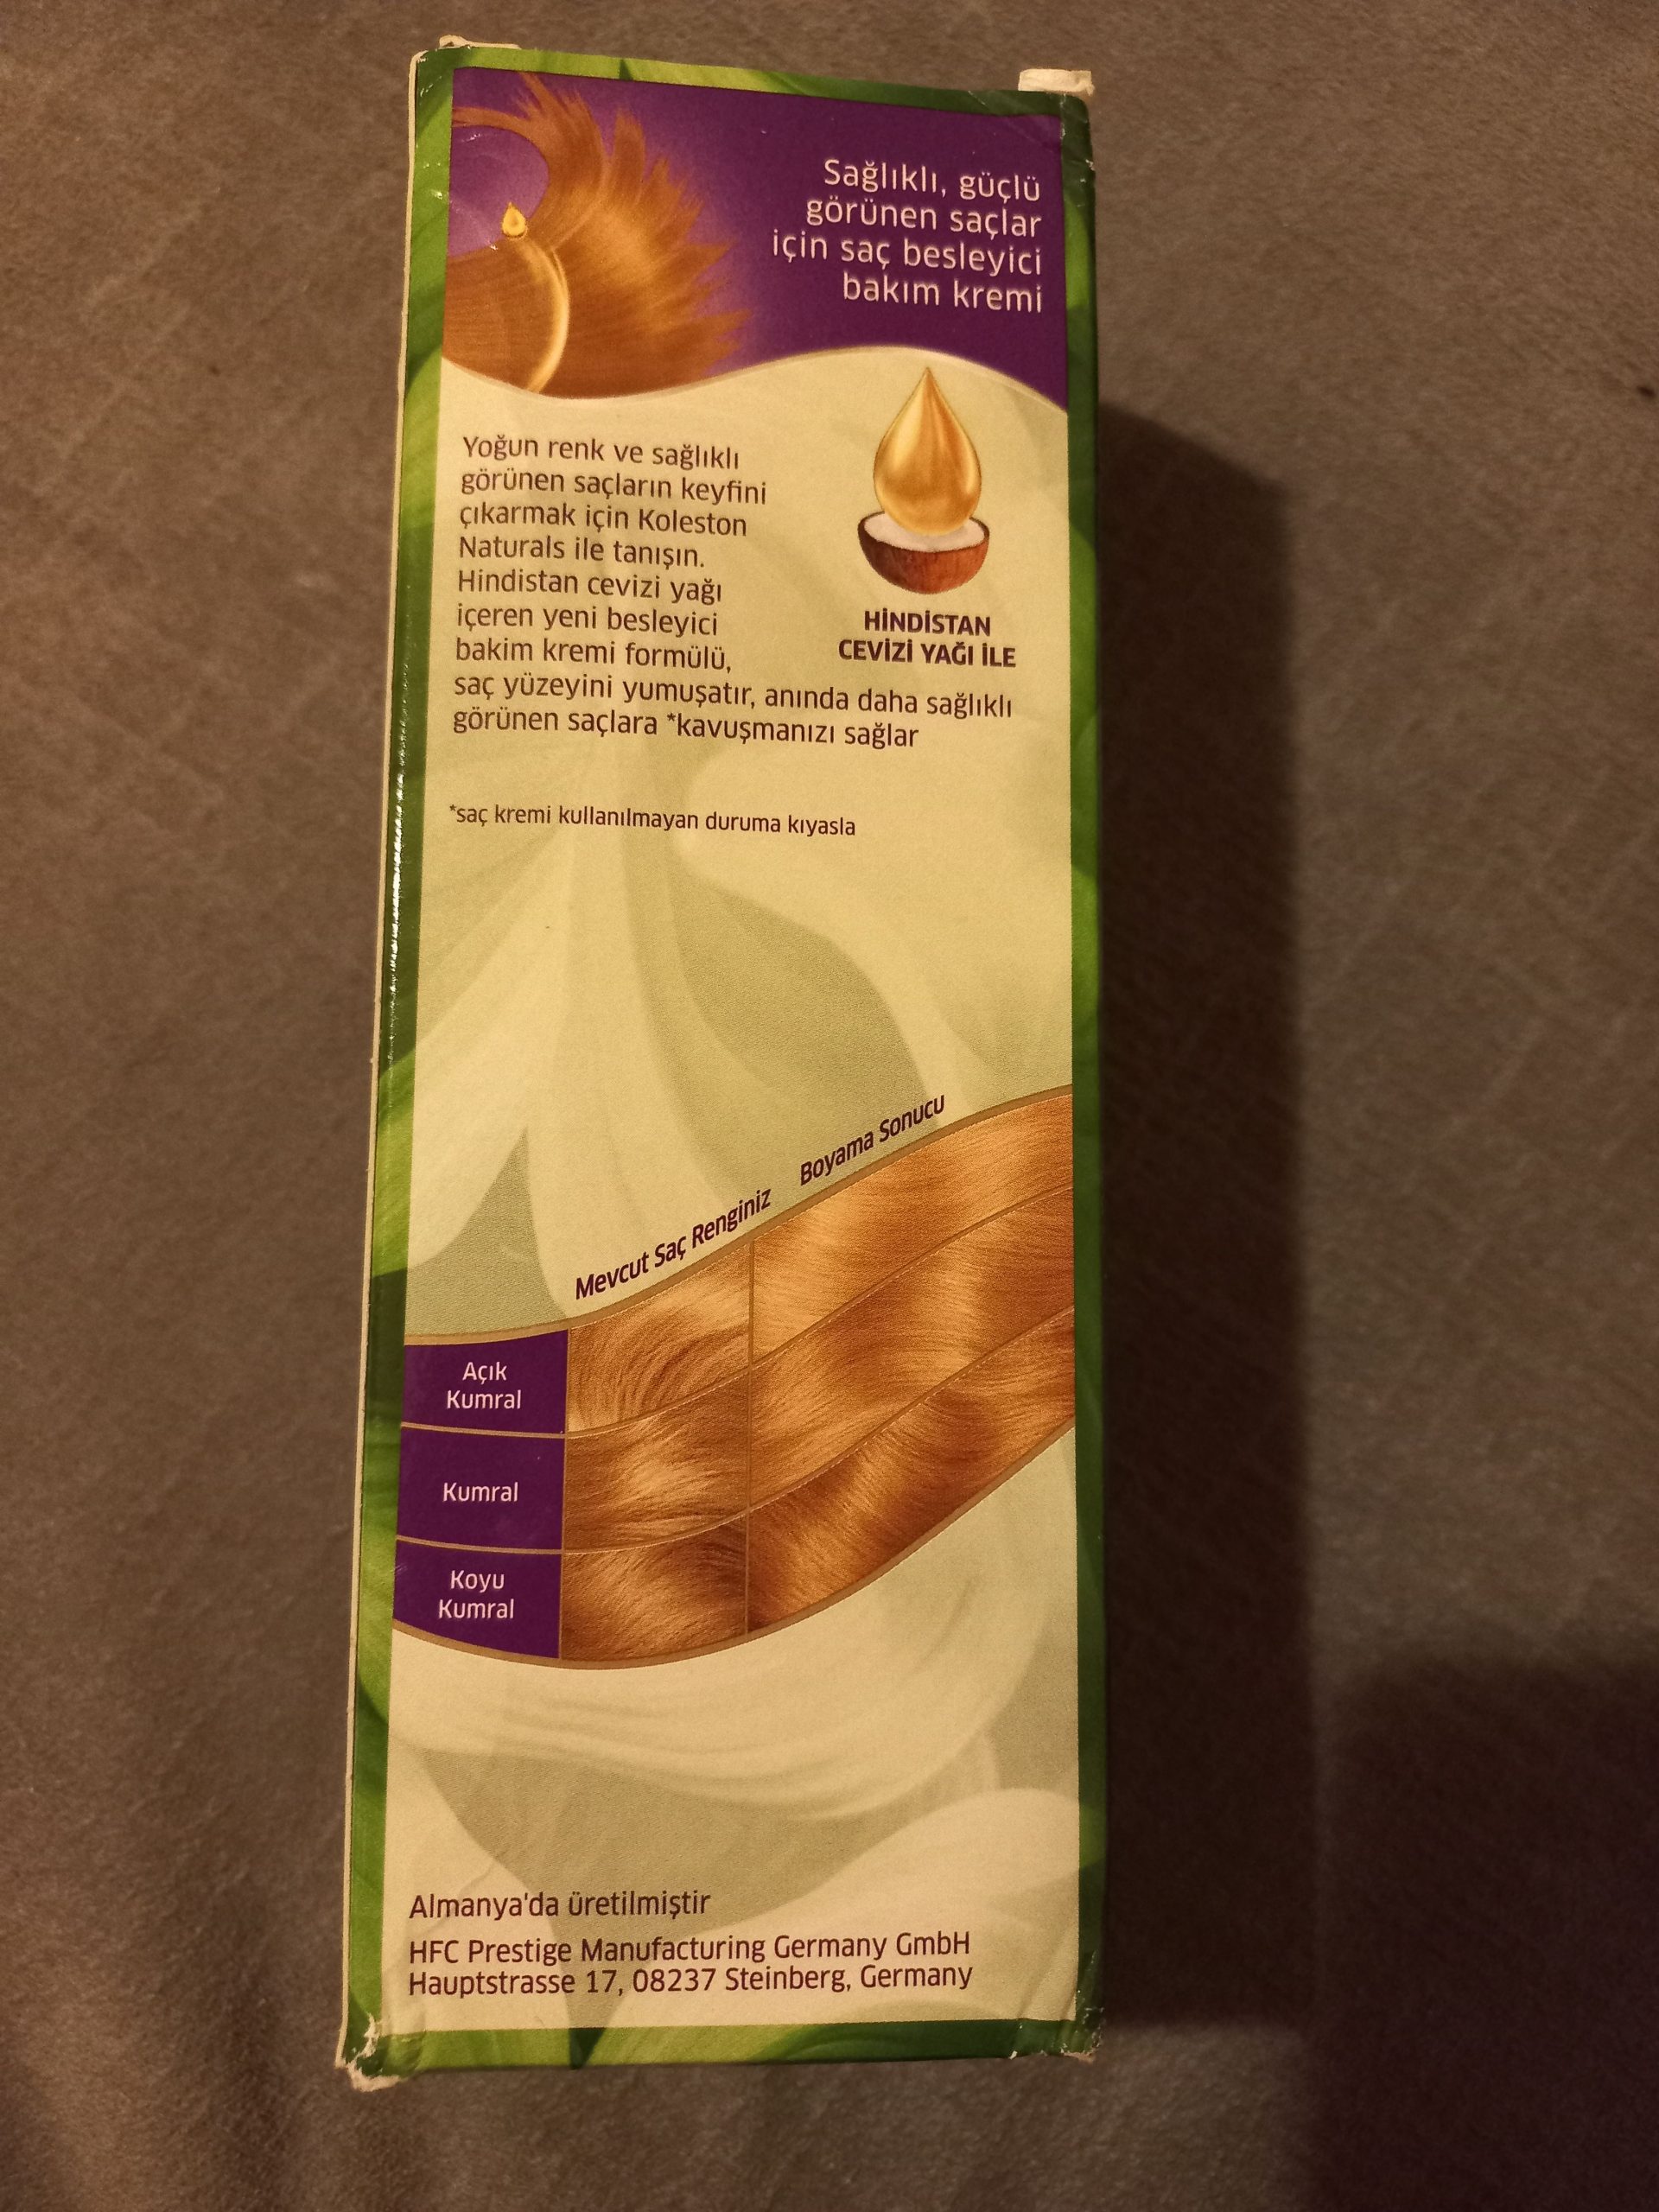 Sağlıklı, güçlü
görünen saçlar
için saç besleyici
bakım kremi
Yoğun renk ve sağlıklı
görünen saçların keyfini
çıkarmak için Koleston
Naturals ile tanışın.
Hindistan cevizi yağı
içeren yeni besleyici
bakim kremi formülü,
saç yüzeyini yumuşatır, anında daha sağlıklı
görünen saçlara *kavuşmanızı sağlar
HİNDİSTAN
CEVİZİ YAĞI İLE
*saç kremi kullanılmayan duruma kıyasla
Mevcut Saç Renginiz
Boyama Sonucu
Açık
Kumral
Kumral
Koyu
Kumral
Almanya'da üretilmiştir
HFC Prestige Manufacturing Germany GmbH
Hauptstrasse 17, 08237 Steinberg, Germany